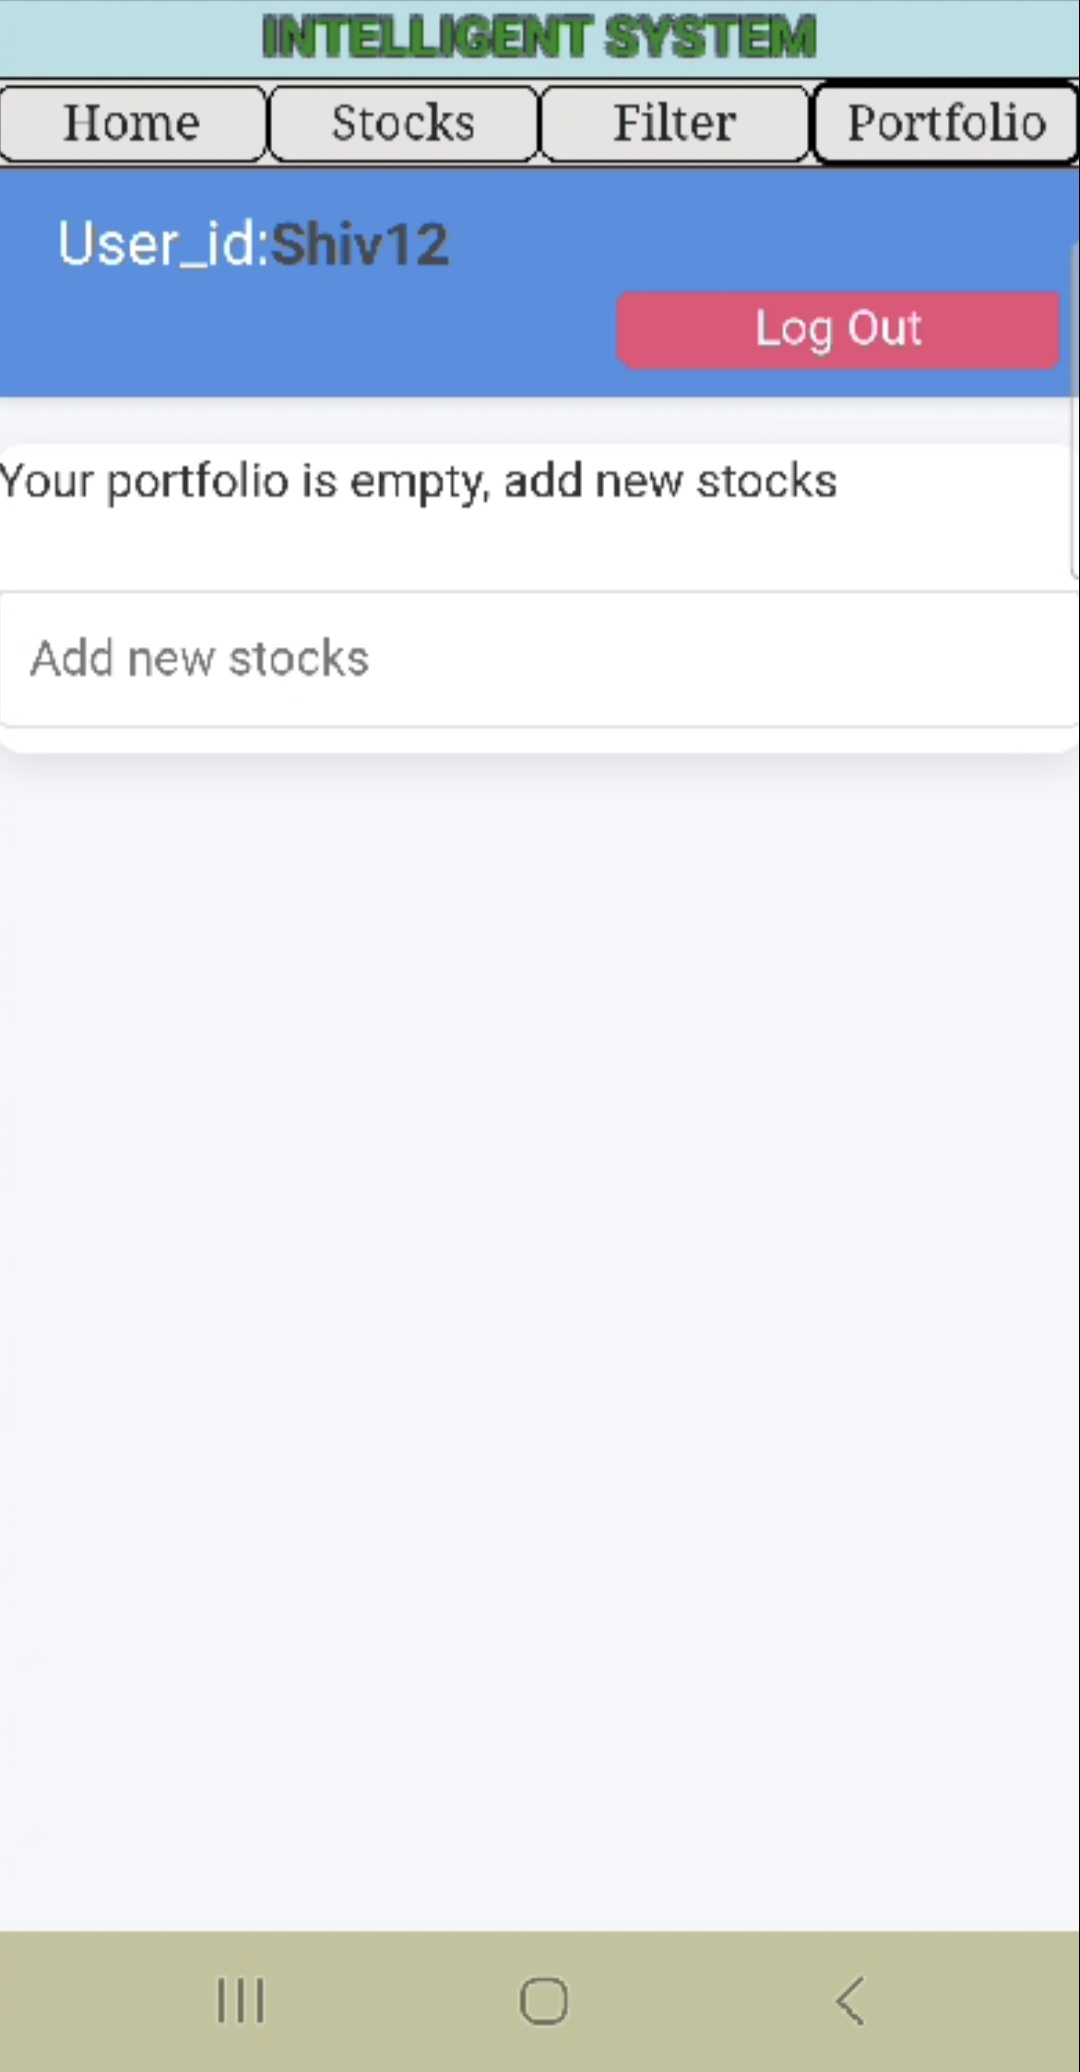 INTELLIGENT SYSTEM
Home Stocks Filter Portfolio
User_id:Shiv12
Log Out
Your portfolio is empty, add new stocks
Add new stocks